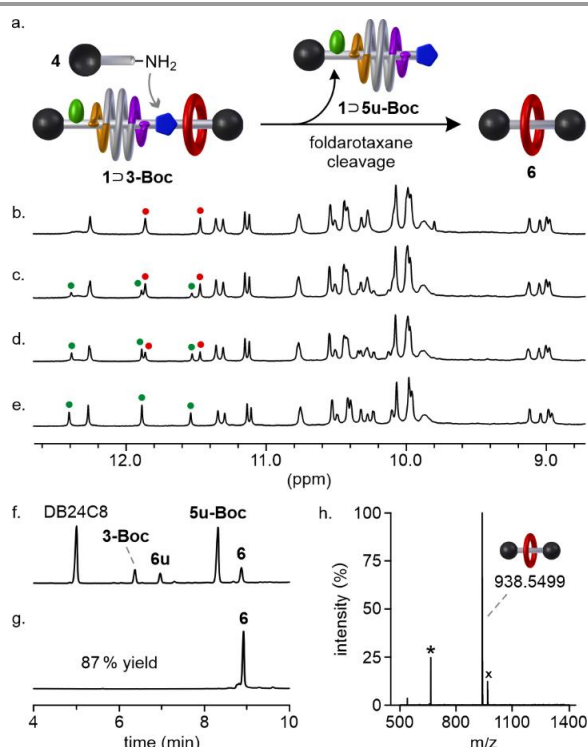 a.
4
NH₂
1⊃5u-Boc
foldarotaxane
cleavage
1⊃3-Boc
6
b.
c.
d.
e.
12.0 11.0 10.0 9.0
(ppm)
f.
DB24C8
3-Boc
6u
5u-Boc
6
g.
6
87 % yield
4 6 8 10
time (min)
h.
100
75
50
25
0
intensity (%)
938.5499
*
x
500 800 1100 1400
m/z